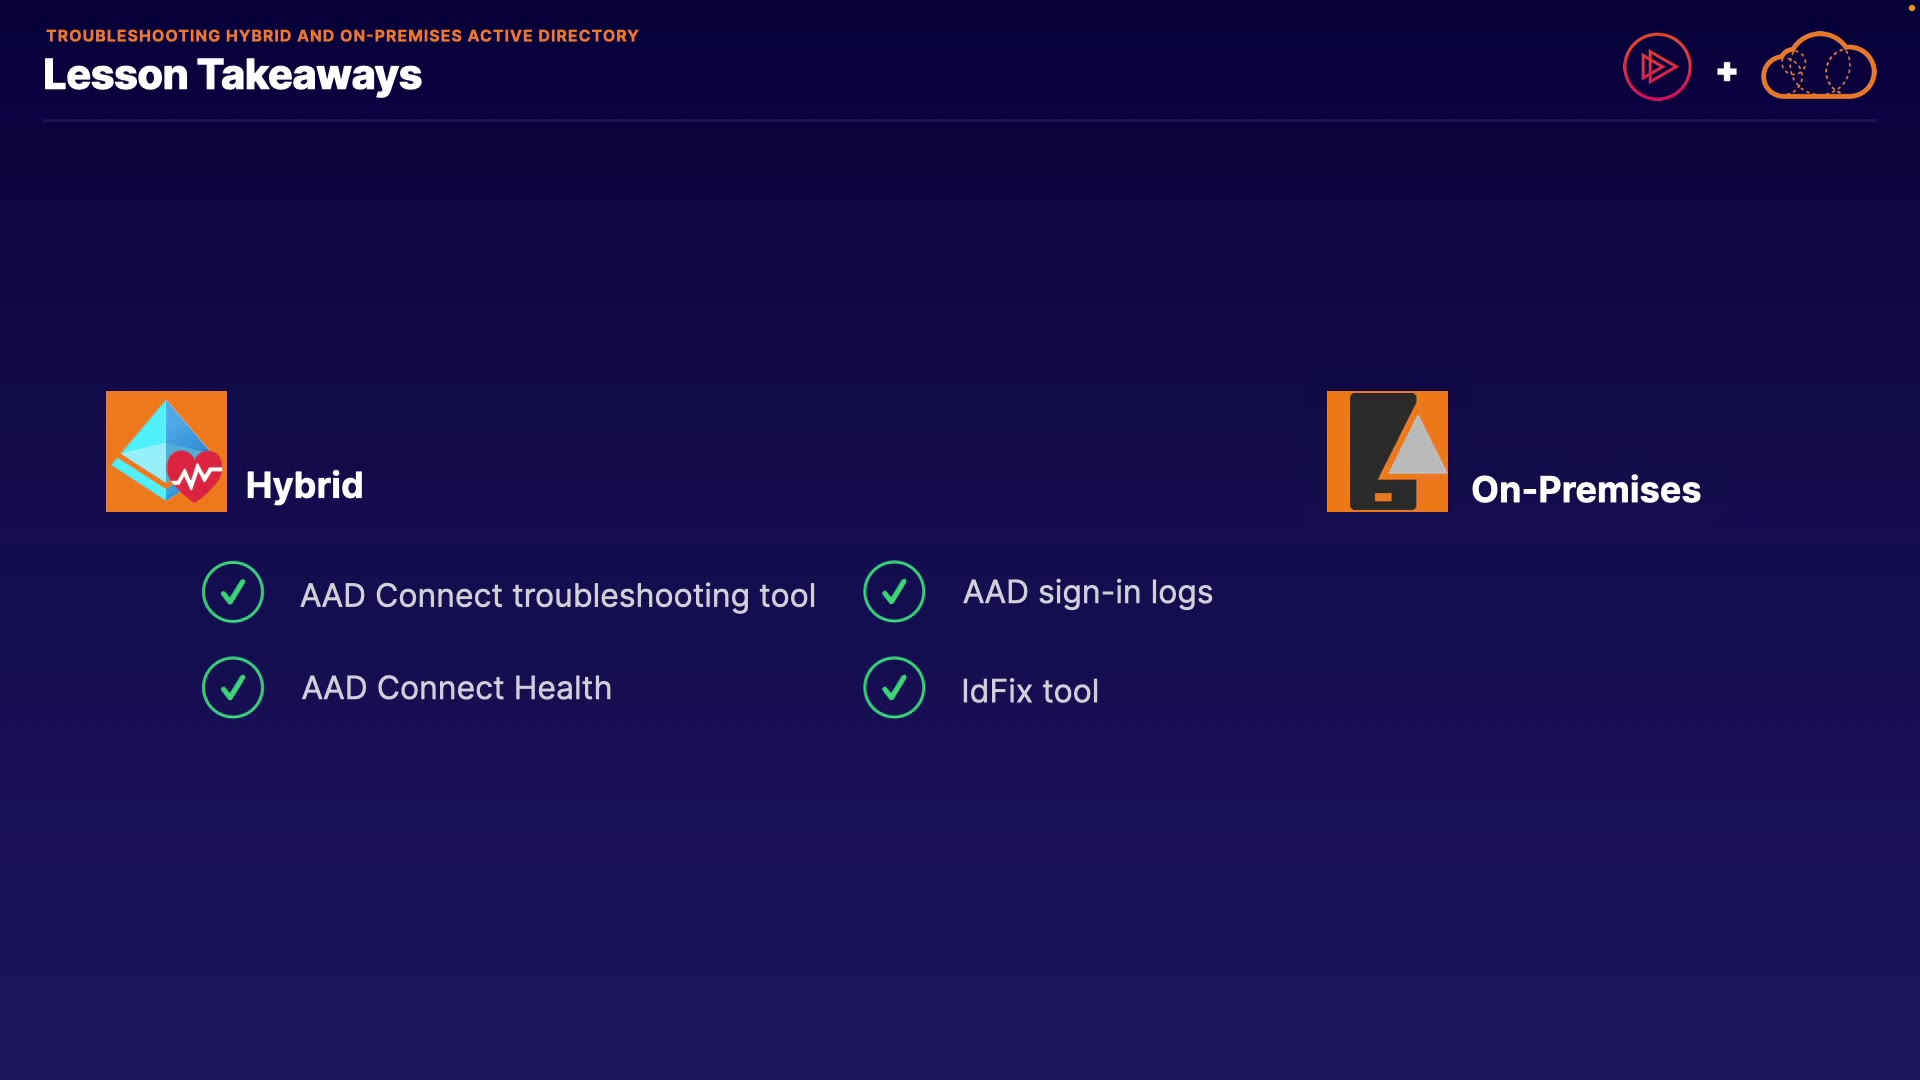 TROUBLESHOOTING HYBRID AND ON-PREMISES ACTIVE DIRECTORY
Lesson Takeaways
Hybrid
AAD Connect troubleshooting tool
AAD Connect Health
AAD sign-in logs
IdFix tool
On-Premises